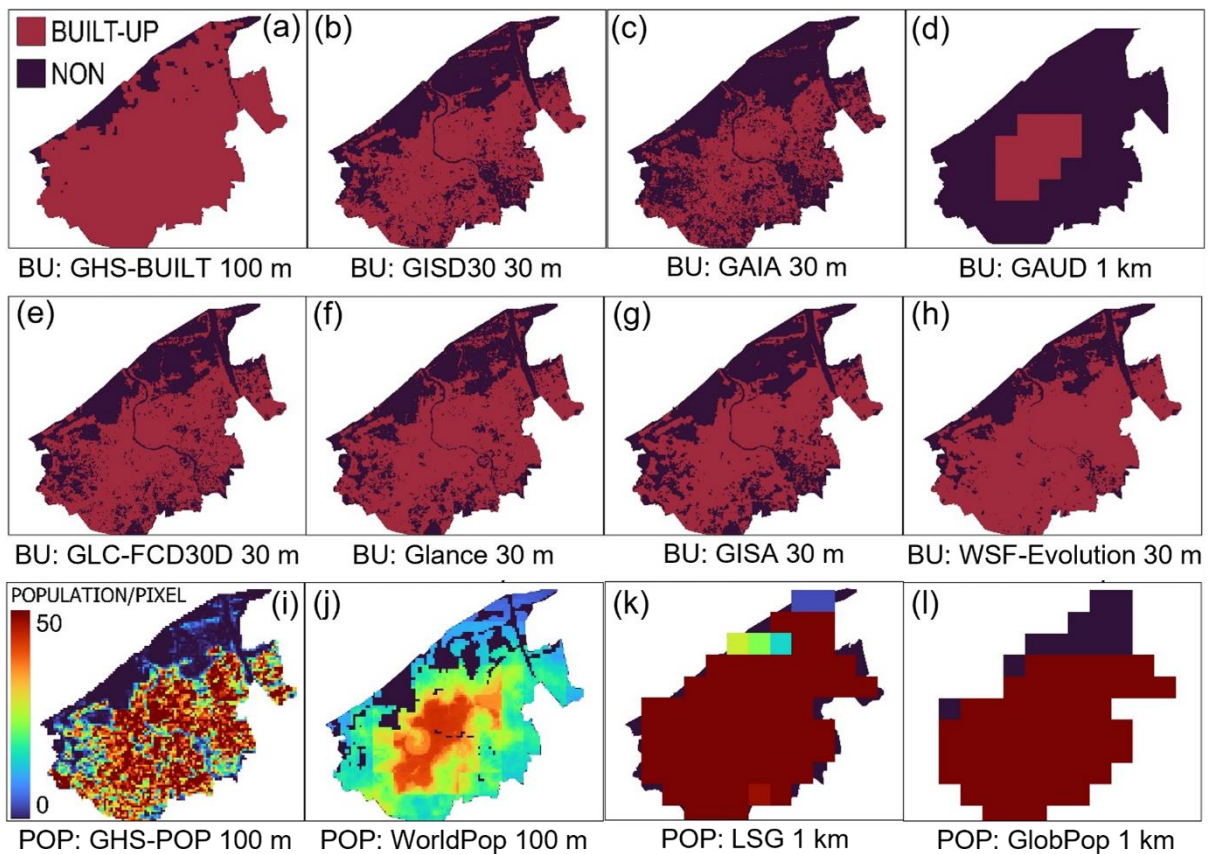 BUILT-UP
NON
(a)
(b)
(c)
(d)
BU: GHS-BUILT 100 m
BU: GISD30 30 m
BU: GAIA 30 m
BU: GAUD 1 km
(e)
(f)
(g)
(h)
BU: GLC-FCD30D 30 m
BU: Glance 30 m
BU: GISA 30 m
BU: WSF-Evolution 30 m
POPULATION/PIXEL
50
0
(i)
(j)
(k)
(l)
POP: GHS-POP 100 m
POP: WorldPop 100 m
POP: LSG 1 km
POP: GlobPop 1 km